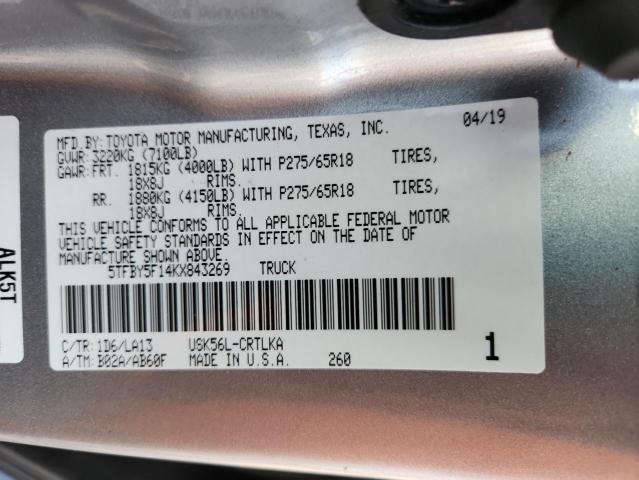 MFD.BY: TOYOTA MOTOR MANUFACTURING, TEXAS, INC. 04/19
GVWR: 3220KG (7100LB)
GAWR: FRT. 1815KG (4000LB) WITH P275/65R18 TIRES,
18X8J RIMS.
RR. 1880KG (4150LB) WITH P275/65R18 TIRES,
18X8J RIMS.
THIS VEHICLE CONFORMS TO ALL APPLICABLE FEDERAL MOTOR
VEHICLE SAFETY STANDARDS IN EFFECT ON THE DATE OF
MANUFACTURE SHOWN ABOVE.
5TFBY5F14KX843269 TRUCK
C/TR: 1D6/LA13 USK56L-CRTLKA
A/TM: B02A/AB60F MADE IN U.S.A. 260 1
ALK5T